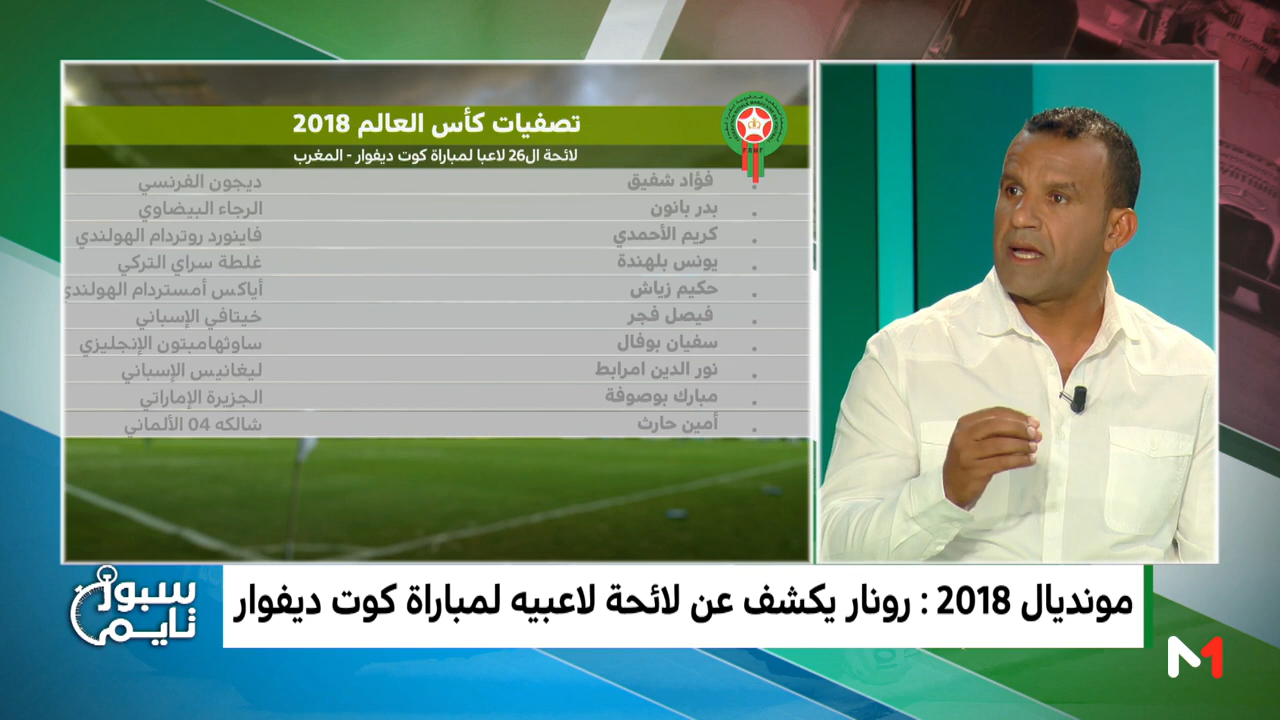 تصفيات كأس العالم 2018
لائحة ال26 لاعبا لمباراة كوت ديفوار - المغرب
. فؤاد شفيق ديجون الفرنسي
. بدر بانون الرجاء البيضاوي
. كريم الأحمدي فاينورد روتردام الهولندي
. يونس بلهندة غلطة سراي التركي
. حكيم زياش أياكس أمستردام الهولندي
. فيصل فجر خيتافي الإسباني
. سفيان بوفال ساوثهامبتون الإنجليزي
. نور الدين امرابط ليغانيس الإسباني
. مبارك بوصوفة الجزيرة الإماراتي
. أمين حارث شالكه 04 الألماني
FRMF
مونديال 2018 : رونار يكشف عن لائحة لاعبيه لمباراة كوت ديفوار
سبور
تايم
M1